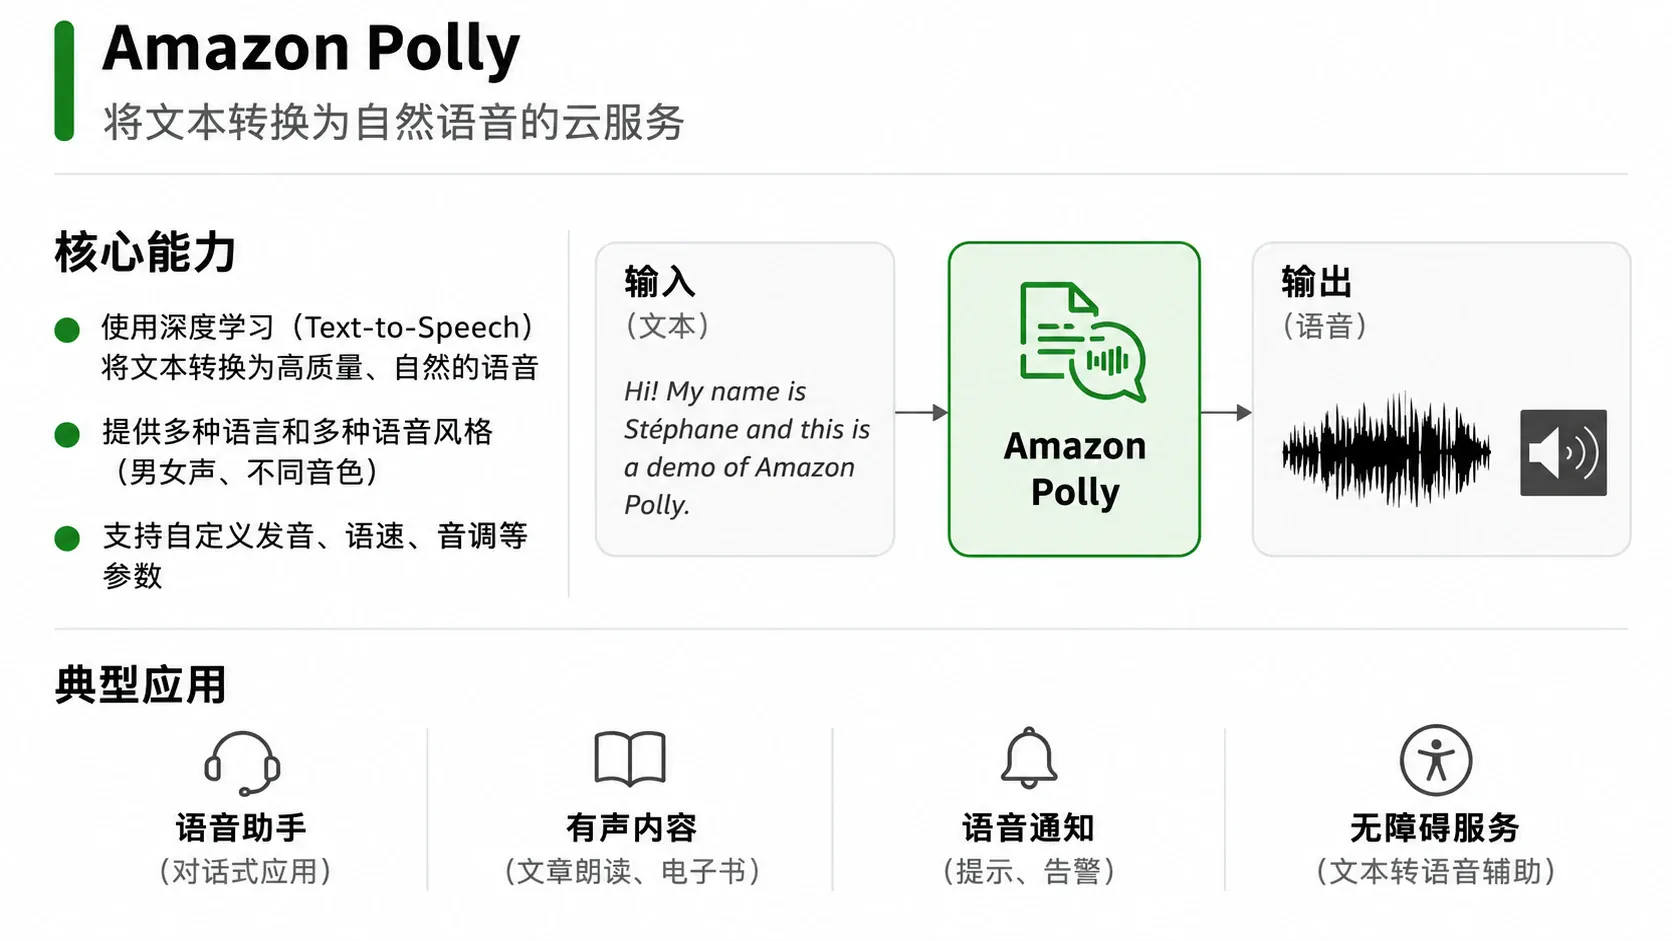 Amazon Polly
将文本转换为自然语音的云服务
核心能力
使用深度学习（Text-to-Speech）
将文本转换为高质量、自然的语音
提供多种语言和多种语音风格
（男女声、不同音色）
支持自定义发音、语速、音调等
参数
输入
（文本）
Hi! My name is
Stéphane and this is
a demo of Amazon
Polly.
Amazon
Polly
输出
（语音）
典型应用
语音助手
（对话式应用）
有声内容
（文章朗读、电子书）
语音通知
（提示、告警）
无障碍服务
（文本转语音辅助）